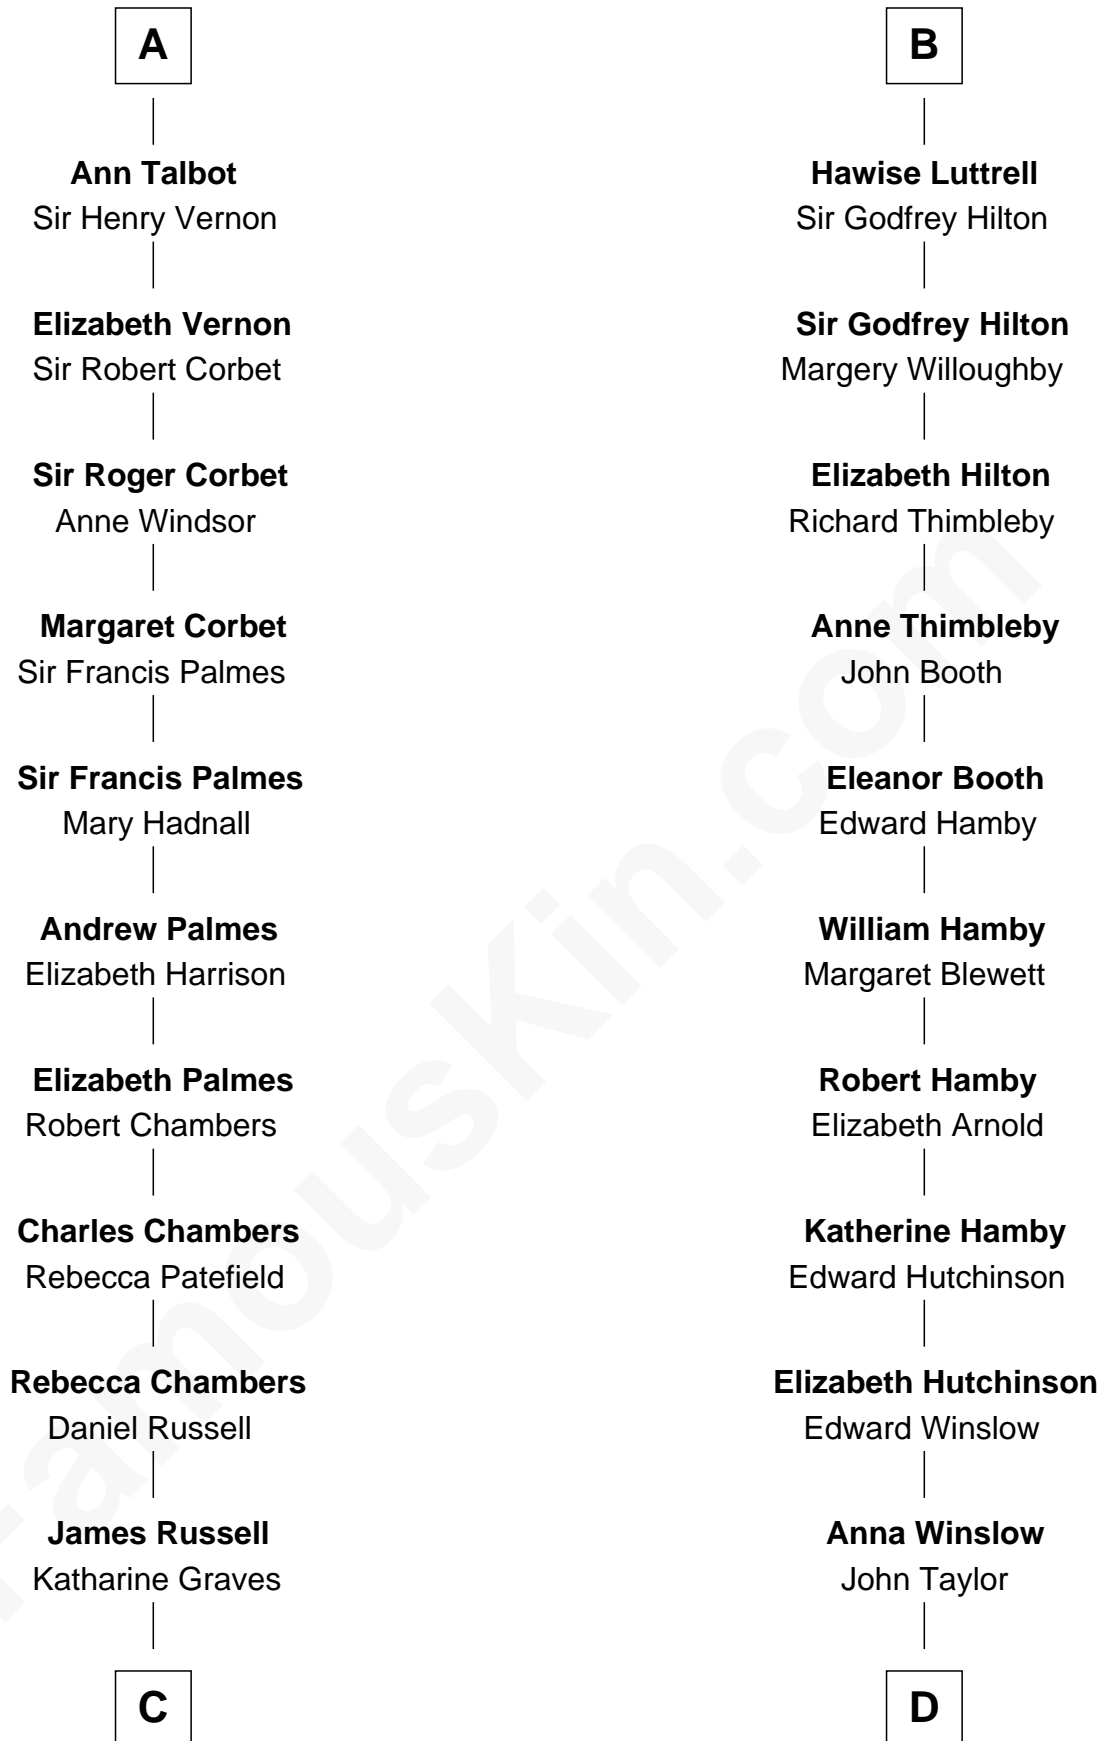 A
Ann Talbot
Sir Henry Vernon
Elizabeth Vernon
Sir Robert Corbet
Sir Roger Corbet
Anne Windsor
Margaret Corbet
Sir Francis Palmes
Sir Francis Palmes
Mary Hadnall
Andrew Palmes
Elizabeth Harrison
Elizabeth Palmes
Robert Chambers
Charles Chambers
Rebecca Patefield
Rebecca Chambers
Daniel Russell
James Russell
Katharine Graves
C
B
Hawise Luttrell
Sir Godfrey Hilton
Sir Godfrey Hilton
Margery Willoughby
Elizabeth Hilton
Richard Thimbleby
Anne Thimbleby
John Booth
Eleanor Booth
Edward Hamby
William Hamby
Margaret Blewett
Robert Hamby
Elizabeth Arnold
Katherine Hamby
Edward Hutchinson
Elizabeth Hutchinson
Edward Winslow
Anna Winslow
John Taylor
D
FamousKin.com